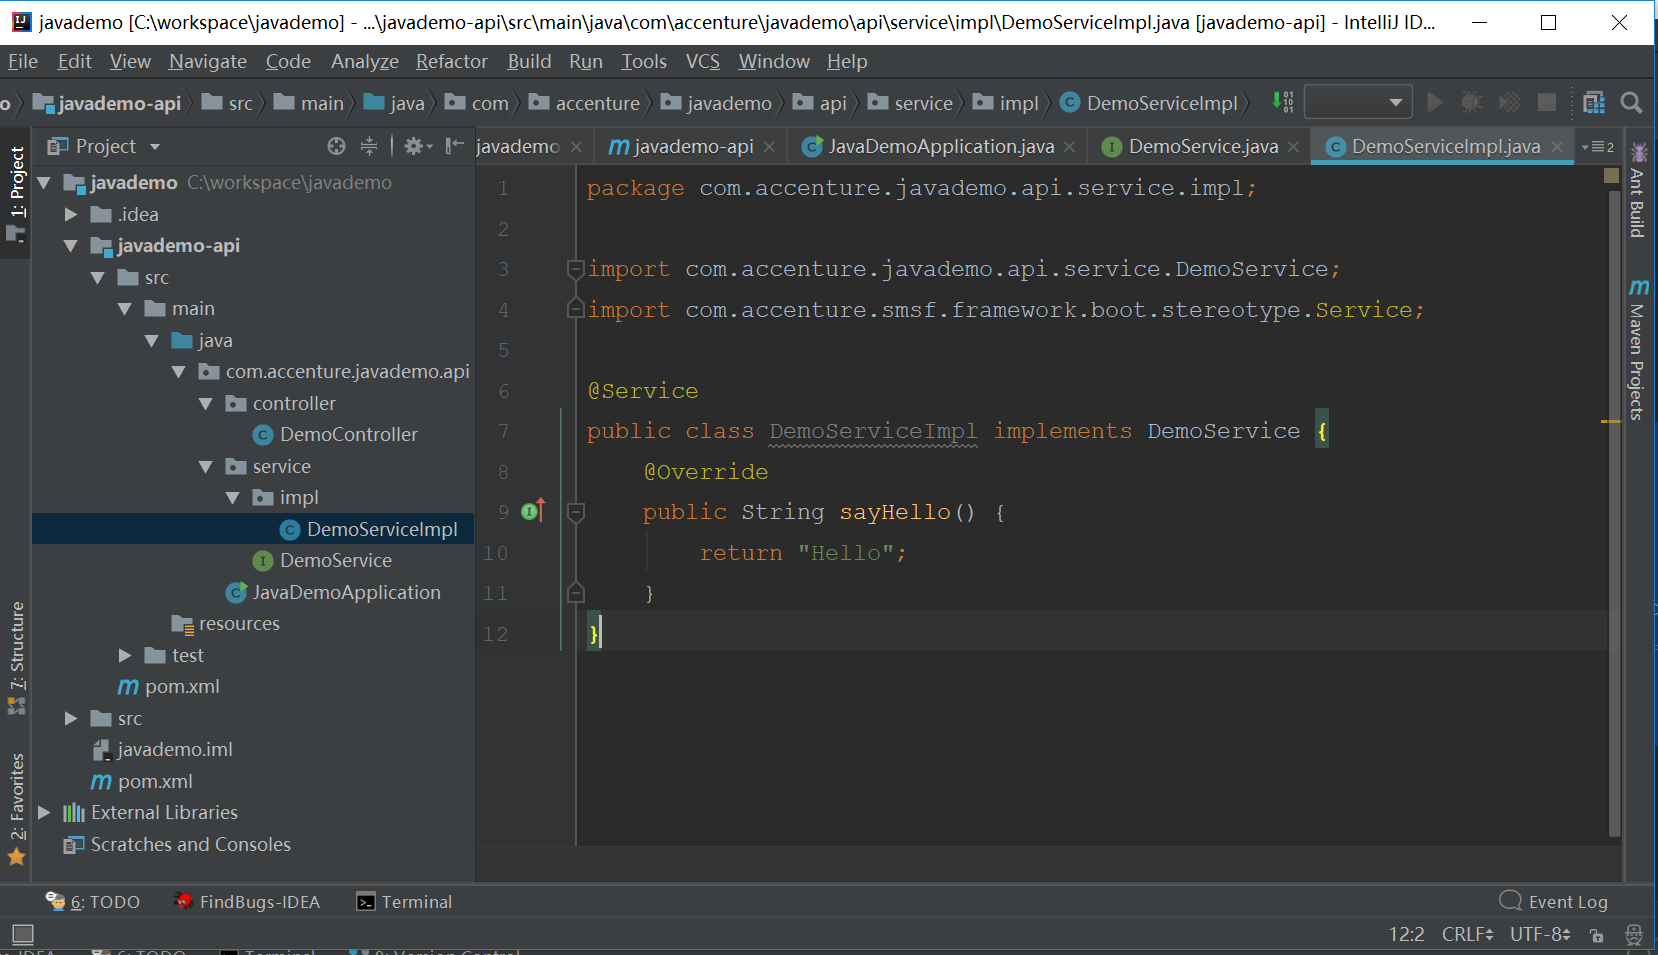 javademo [C:\workspace\javademo] - ...\javademo-api\src\main\java\com\accenture\javademo\api\service\impl\DemoServiceImpl.java [javademo-api] - IntelliJ ID...
File Edit View Navigate Code Analyze Refactor Build Run Tools VCS Window Help
o javademo-api src main java com accenture javademo api service impl DemoServiceImpl
Project
javademo javademo-api JavaDemoApplication.java DemoService.java DemoServiceImpl.java 2
1: Project
7: Structure
2: Favorites
javademo C:\workspace\javademo
.idea
javademo-api
src
main
java
com.accenture.javademo.api
controller
DemoController
service
impl
DemoServiceImpl
DemoService
JavaDemoApplication
resources
test
pom.xml
src
javademo.iml
pom.xml
External Libraries
Scratches and Consoles
1 package com.accenture.javademo.api.service.impl;
2
3 import com.accenture.javademo.api.service.DemoService;
4 import com.accenture.smsf.framework.boot.stereotype.Service;
5
6 @Service
7 public class DemoServiceImpl implements DemoService {
8 @Override
9 public String sayHello() {
10 return "Hello";
11 }
12 }
Ant Build
Maven Projects
6: TODO FindBugs-IDEA Terminal Event Log
12:2 CRLF UTF-8